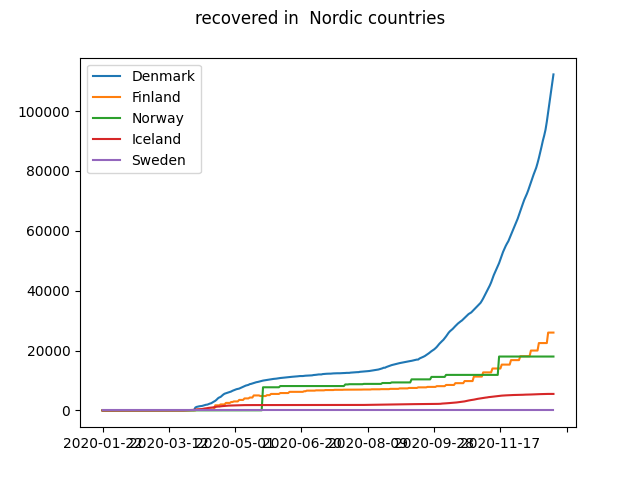 recovered in  Nordic countries
Denmark
Finland
Norway
Iceland
Sweden
100000
80000
60000
40000
20000
0
2020-01-22
2020-03-12
2020-05-01
2020-06-20
2020-08-09
2020-09-28
2020-11-17